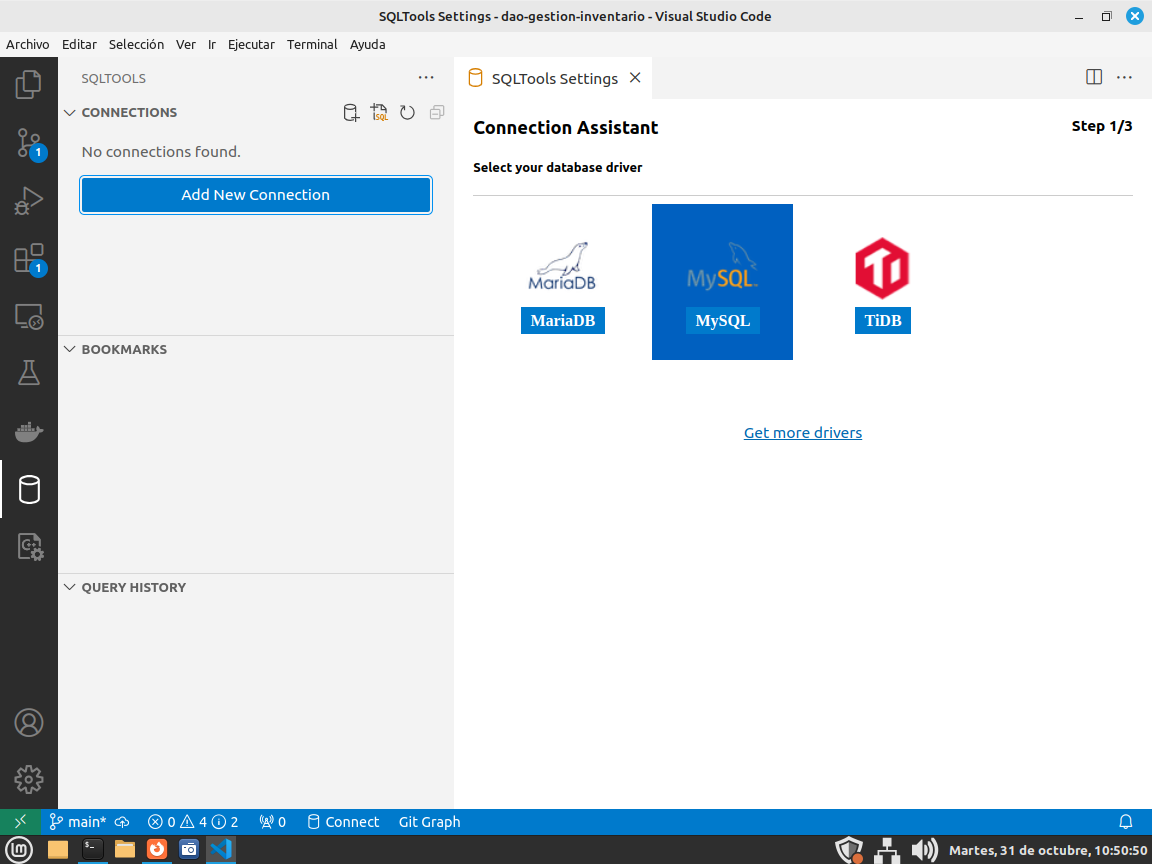 SQLTools Settings - dao-gestion-inventario - Visual Studio Code
Archivo Editar Selección Ver Ir Ejecutar Terminal Ayuda
SQLTOOLS
SQLTools Settings
CONNECTIONS
SQL
No connections found.
Add New Connection
1
1
Connection Assistant
Step 1/3
Select your database driver
MariaDB
MySQL
MariaDB
MySQL
TiDB
Get more drivers
BOOKMARKS
QUERY HISTORY
main* 0 4 2 0 Connect Git Graph
Martes, 31 de octubre, 10:50:50